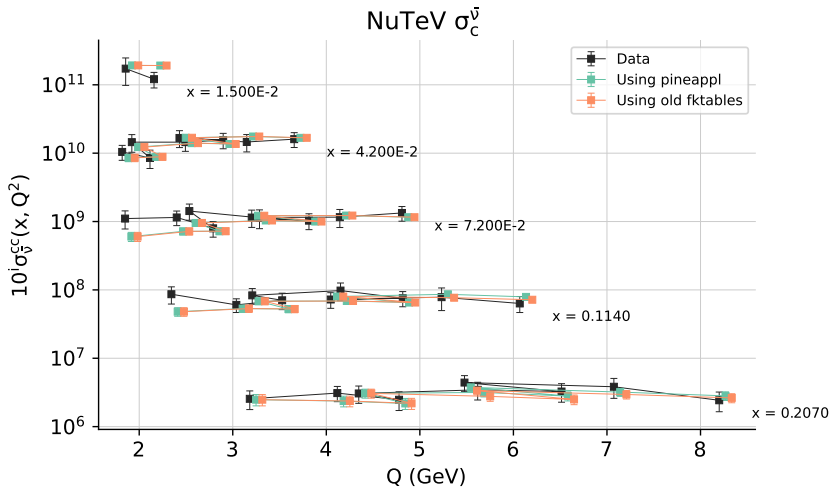 NuTeV σ_c^ν̄
Data
Using pineappl
Using old fktables
10^11
x = 1.500E-2
10^10
x = 4.200E-2
10^9
x = 7.200E-2
10^8
x = 0.1140
10^7
10^6
x = 0.2070
10^i σ_ν̄^cc(x, Q^2)
2 3 4 5 6 7 8
Q (GeV)